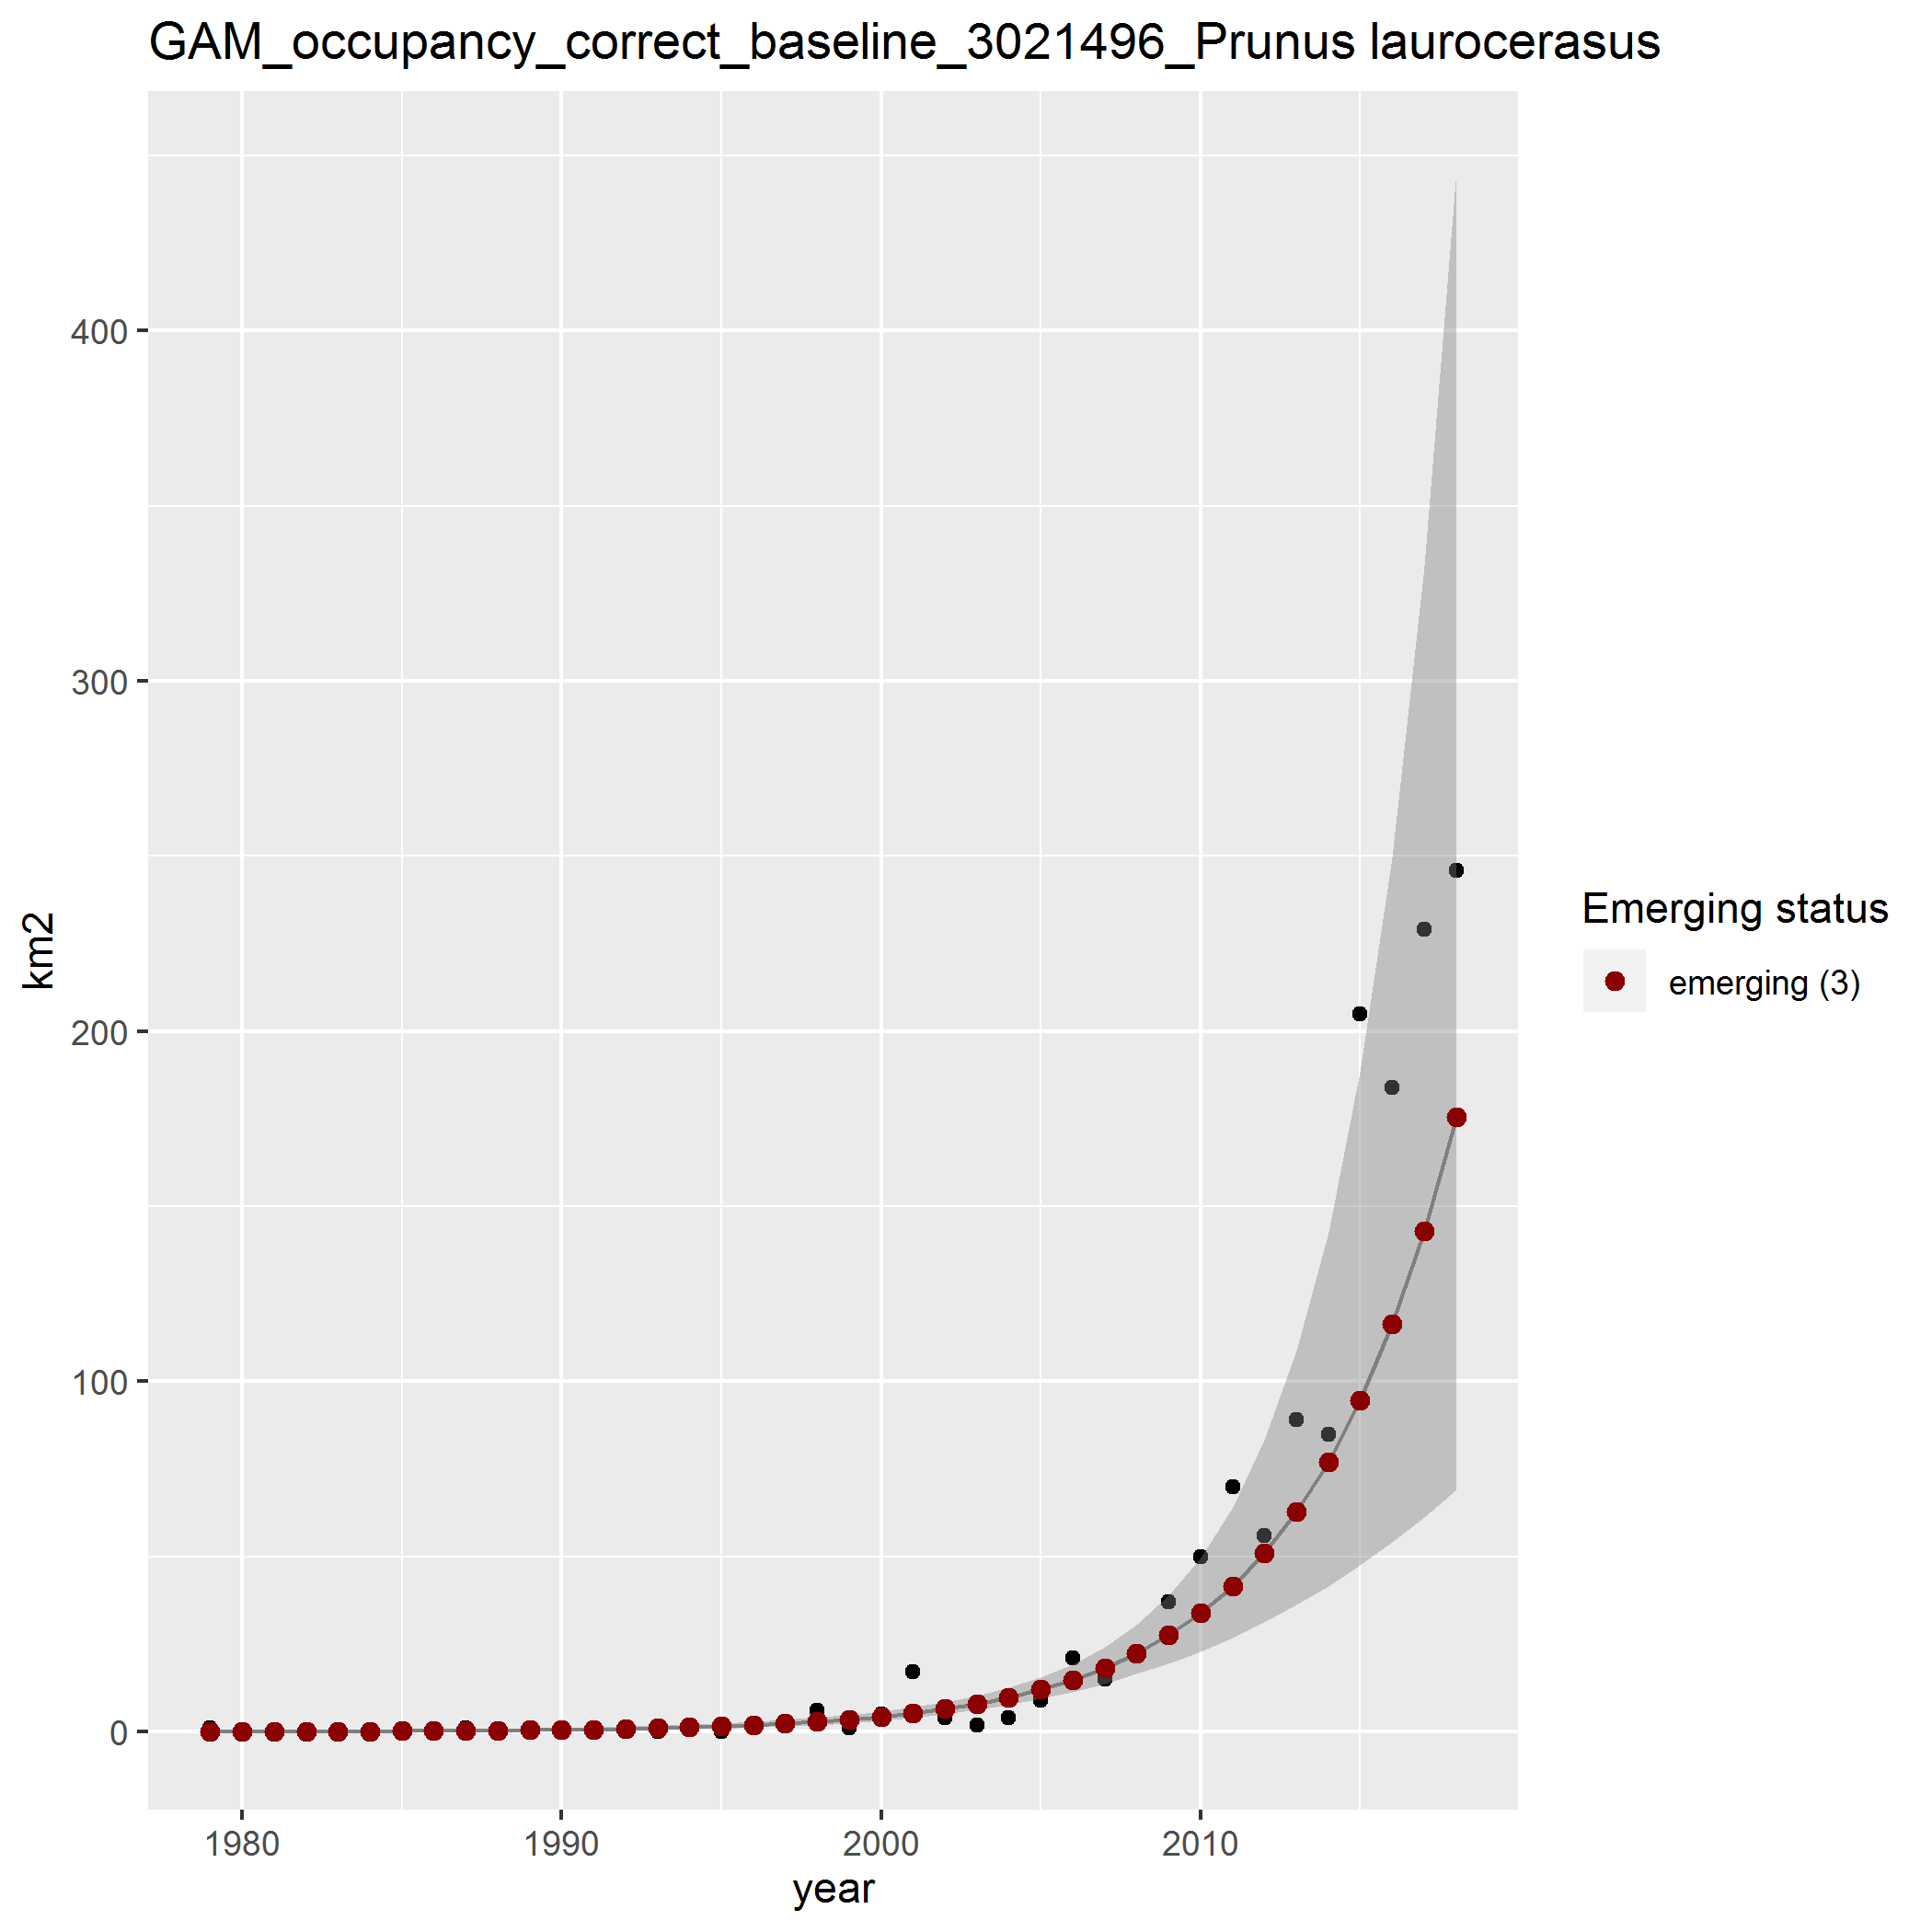 GAM_occupancy_correct_baseline_3021496_Prunus laurocerasus
400
300
200
100
0
km2
1980 1990 2000 2010
year
Emerging status
emerging (3)